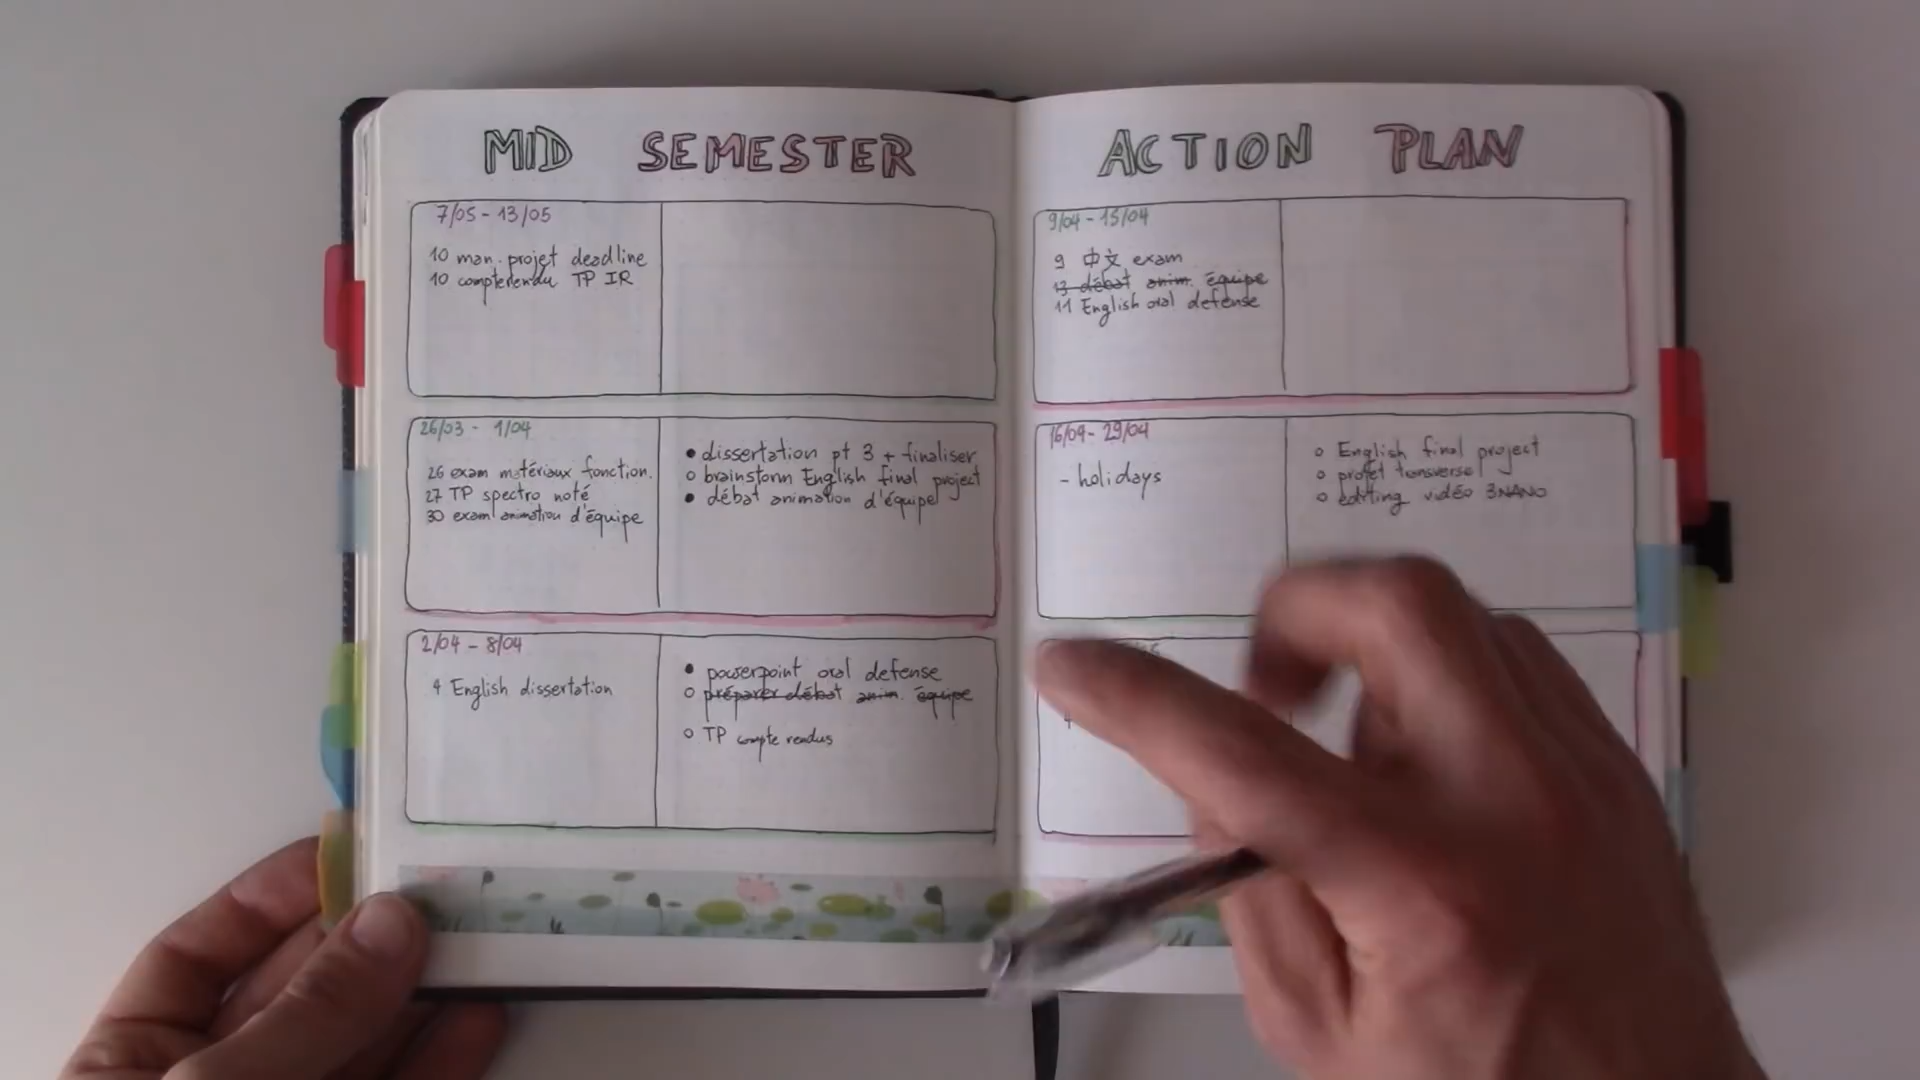 MID SEMESTER
7/05 - 13/05
10 man. projet deadline
10 compterendu TP IR
26/03 - 1/04
26 exam matériaux fonction.
27 TP spectro noté
30 exam animation d'équipe
• dissertation pt 3 + finaliser
o brainstorm English final project
• débat animation d'équipe
2/04 - 8/04
4 English dissertation
• powerpoint oral defense
o préparer débat anim. équipe
o TP compte rendus
ACTION PLAN
9/04 - 15/04
9 中文 exam
13 débat anim. équipe
11 English oral defense
16/04 - 29/04
- holidays
o English final project
o projet transverse
o editing vidéo 3NANO